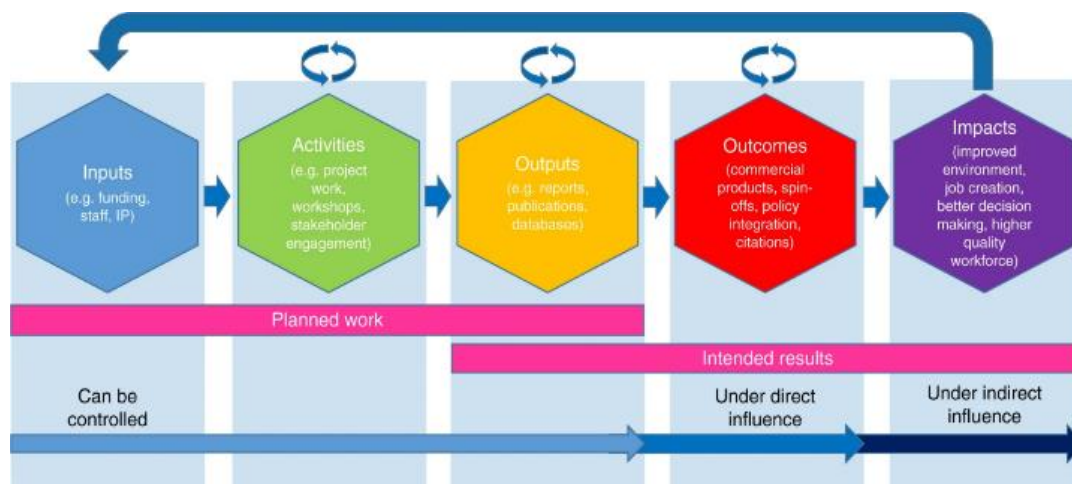 Inputs
(e.g. funding,
staff, IP)
Activities
(e.g. project
work,
workshops,
stakeholder
engagement)
Outputs
(e.g. reports,
publications,
databases)
Outcomes
(commercial
products, spin-
offs, policy
integration,
citations)
Impacts
(improved
environment,
job creation,
better decision
making, higher
quality
workforce)
Planned work
Intended results
Can be
controlled
Under direct
influence
Under indirect
influence